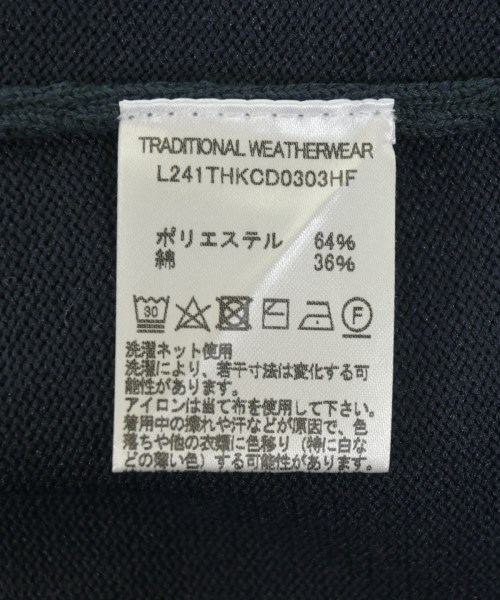 TRADITIONAL WEATHERWEAR
L241THKCD0303HF
ポリエステル 64%
綿 36%
30 F
洗濯ネット使用
洗濯により、若干寸法は変化する可
能性があります。
アイロンは当て布を使用して下さい。
着用中の擦れや汗などが原因で、色
落ちや他の衣類に色移り(特に白な
どの薄い色)する可能性があります。